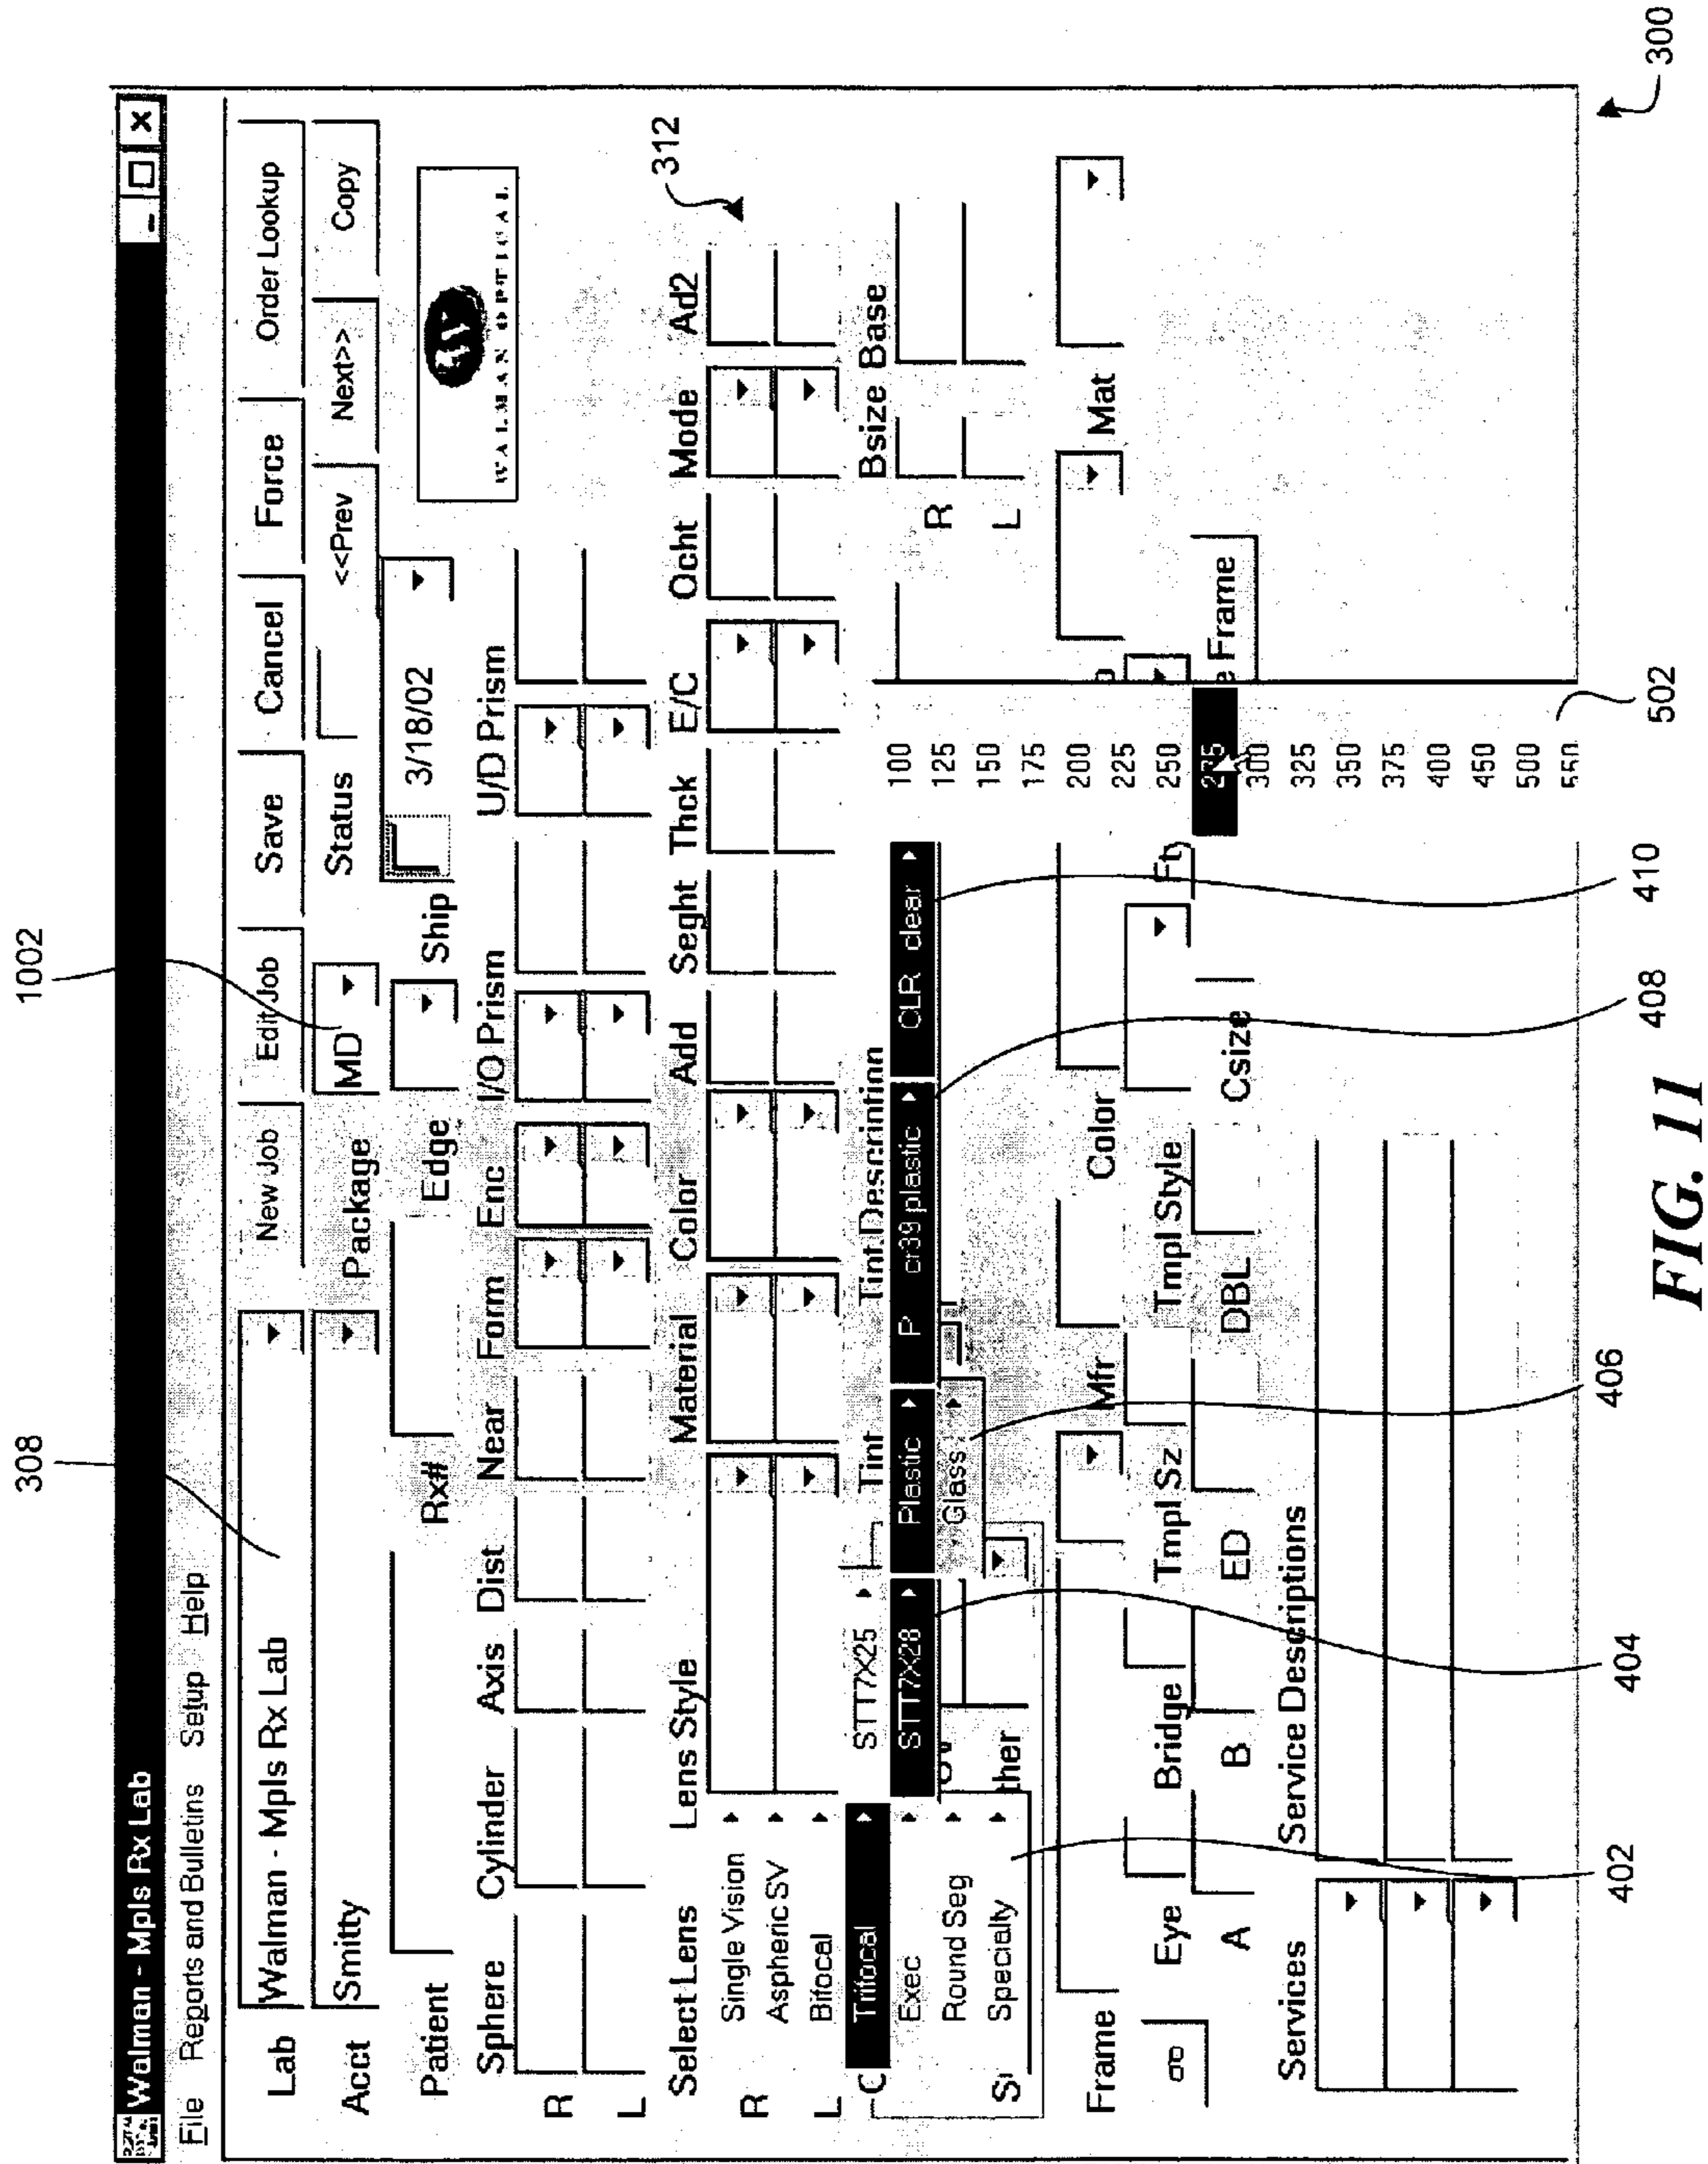 308
1002
Walman - Mpls Rx Lab
File Reports and Bulletins Setup Help
Lab Walman - Mpls Rx Lab New Job Edit Job Save Cancel Force Order Lookup
Acct Smitty Package MD Status <<Prev Next>> Copy
Patient Rx# Edge Ship 3/18/02
WALMAN OPTICAL
Sphere Cylinder Axis Dist Near Form Enc I/O Prism U/D Prism
R
L
312
Select Lens Lens Style Material Color Add Seght Thck E/C Ocht Mode Ad2
R Single Vision
Aspheric SV
L Bifocal
Trifocal STT7X25 Tint Tint Description Bsize Base
Exec STT7X28 Plastic P cr39 plastic CLR clear 100
Round Seg Glass 125 R
Specialty ther 150 L
175
Frame Mfr Color 200 Mat
Eye Bridge Tmpl Sz Tmpl Style 225
250
A B ED DBL Csize 275 e Frame
300
Services Service Descriptions 325
350
375
400
450
500
550
402
404
406
408
410
502
300
FIG. 11